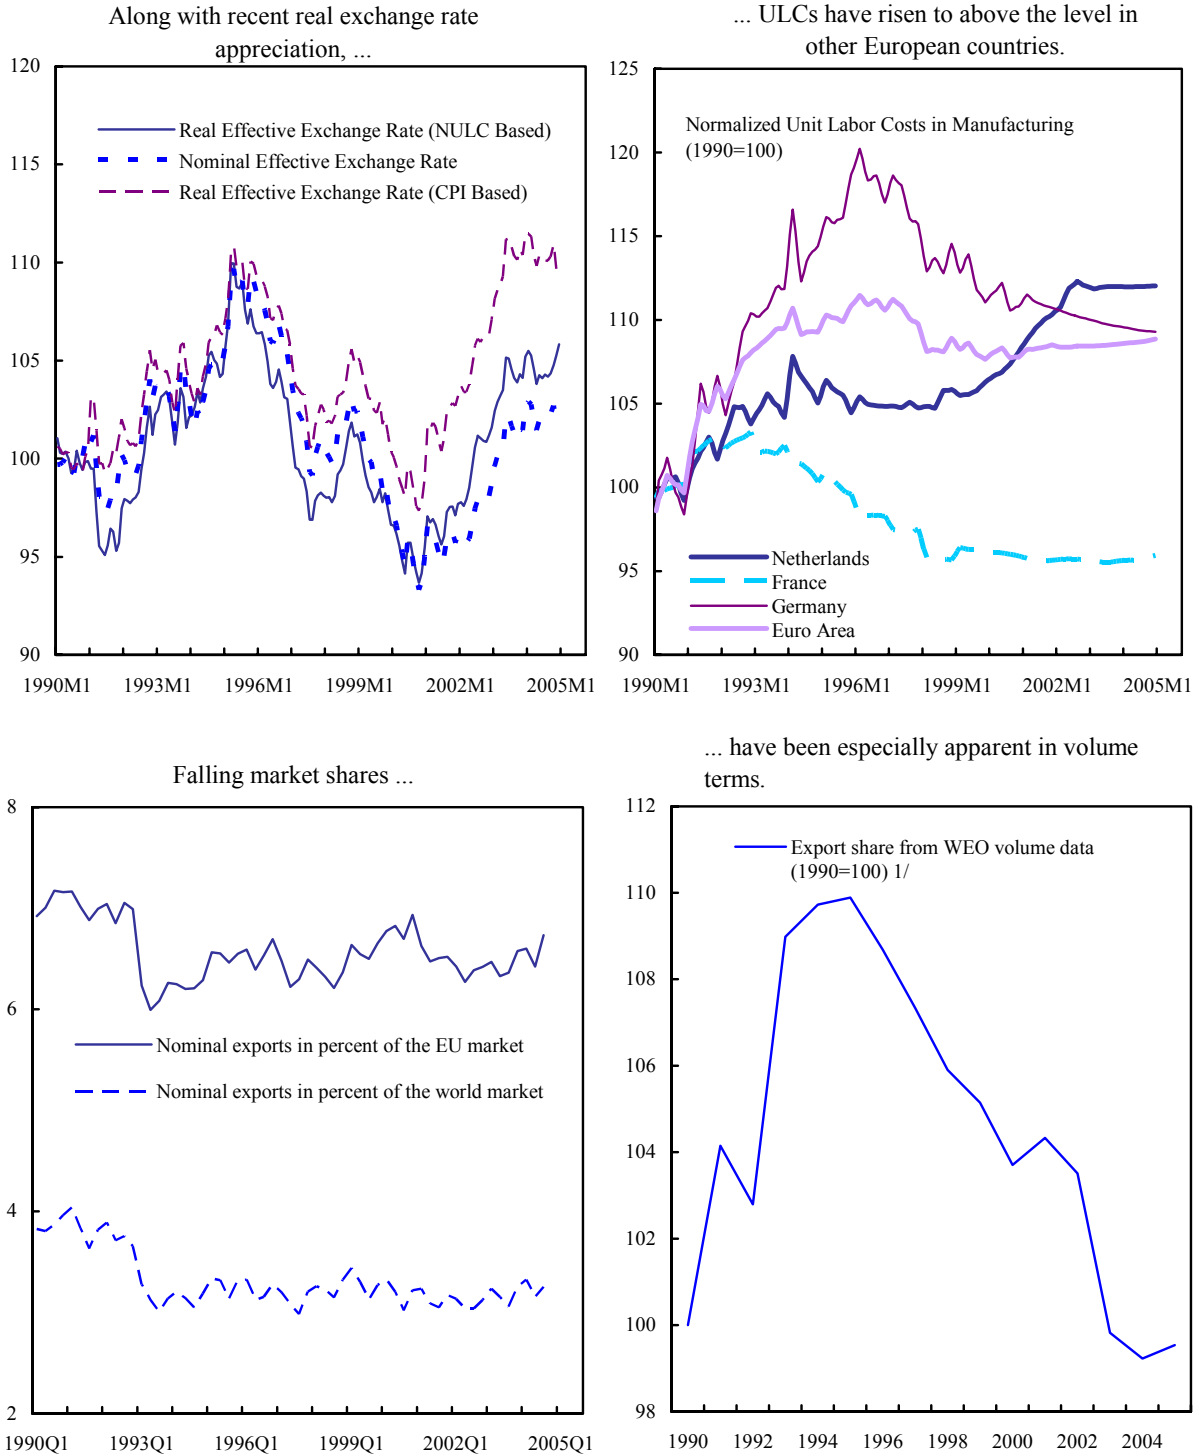 Along with recent real exchange rate
appreciation, ...
120
115
110
105
100
95
90
Real Effective Exchange Rate (NULC Based)
Nominal Effective Exchange Rate
Real Effective Exchange Rate (CPI Based)
1990M1 1993M1 1996M1 1999M1 2002M1 2005M1
... ULCs have risen to above the level in
other European countries.
125
120
115
110
105
100
95
90
Normalized Unit Labor Costs in Manufacturing
(1990=100)
Netherlands
France
Germany
Euro Area
1990M1 1993M1 1996M1 1999M1 2002M1 2005M1
Falling market shares ...
8
6
4
2
Nominal exports in percent of the EU market
Nominal exports in percent of the world market
1990Q1 1993Q1 1996Q1 1999Q1 2002Q1 2005Q1
... have been especially apparent in volume
terms.
112
110
108
106
104
102
100
98
Export share from WEO volume data
(1990=100) 1/
1990 1992 1994 1996 1998 2000 2002 2004